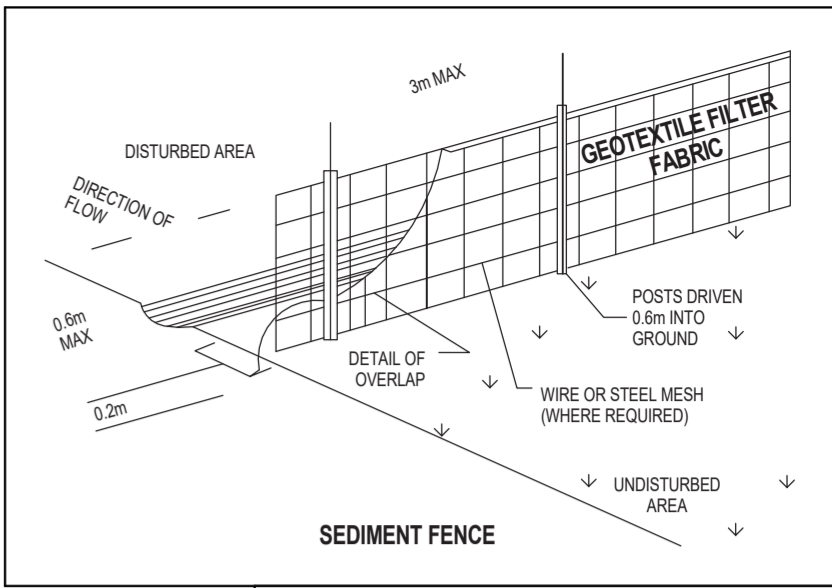 3m MAX
DISTURBED AREA
DIRECTION OF
FLOW
GEOTEXTILE FILTER
FABRIC
0.6m
MAX
0.2m
DETAIL OF
OVERLAP
POSTS DRIVEN
0.6m INTO
GROUND
WIRE OR STEEL MESH
(WHERE REQUIRED)
UNDISTURBED
AREA
SEDIMENT FENCE